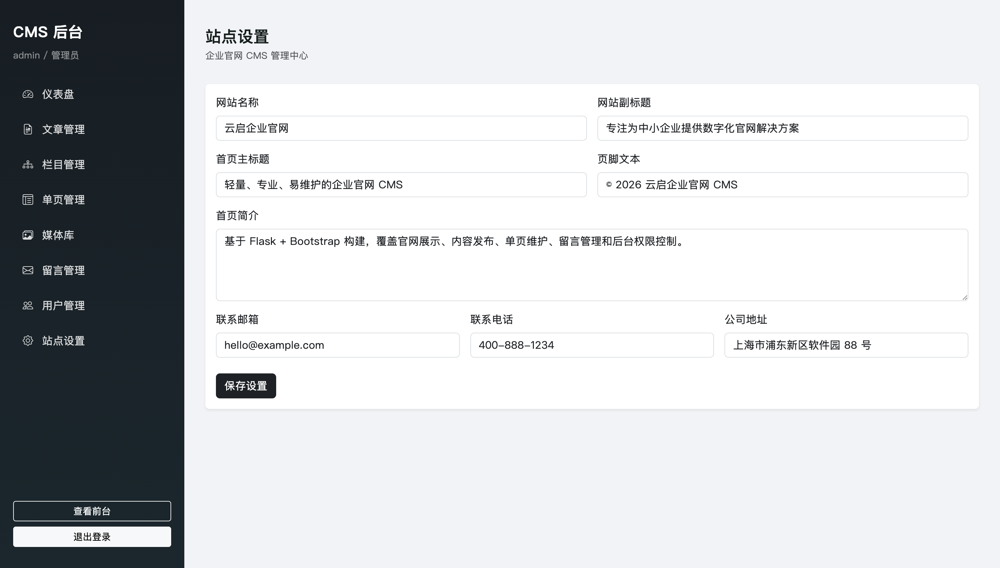 CMS 后台
admin / 管理员
仪表盘
文章管理
栏目管理
单页管理
媒体库
留言管理
用户管理
站点设置
查看前台
退出登录
站点设置
企业官网 CMS 管理中心
网站名称
云启企业官网
网站副标题
专注为中小企业提供数字化官网解决方案
首页主标题
轻量、专业、易维护的企业官网 CMS
页脚文本
© 2026 云启企业官网 CMS
首页简介
基于 Flask + Bootstrap 构建，覆盖官网展示、内容发布、单页维护、留言管理和后台权限控制。
联系邮箱
hello@example.com
联系电话
400-888-1234
公司地址
上海市浦东新区软件园 88 号
保存设置